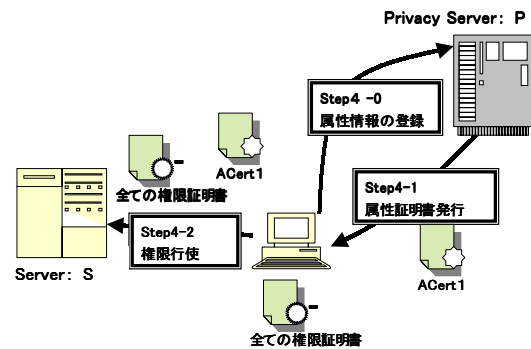 Privacy Server: P
Step4 -0
属性情報の登録
ACert1
全ての権限証明書
Step4-1
属性証明書発行
Step4-2
権限行使
Server: S
ACert1
全ての権限証明書